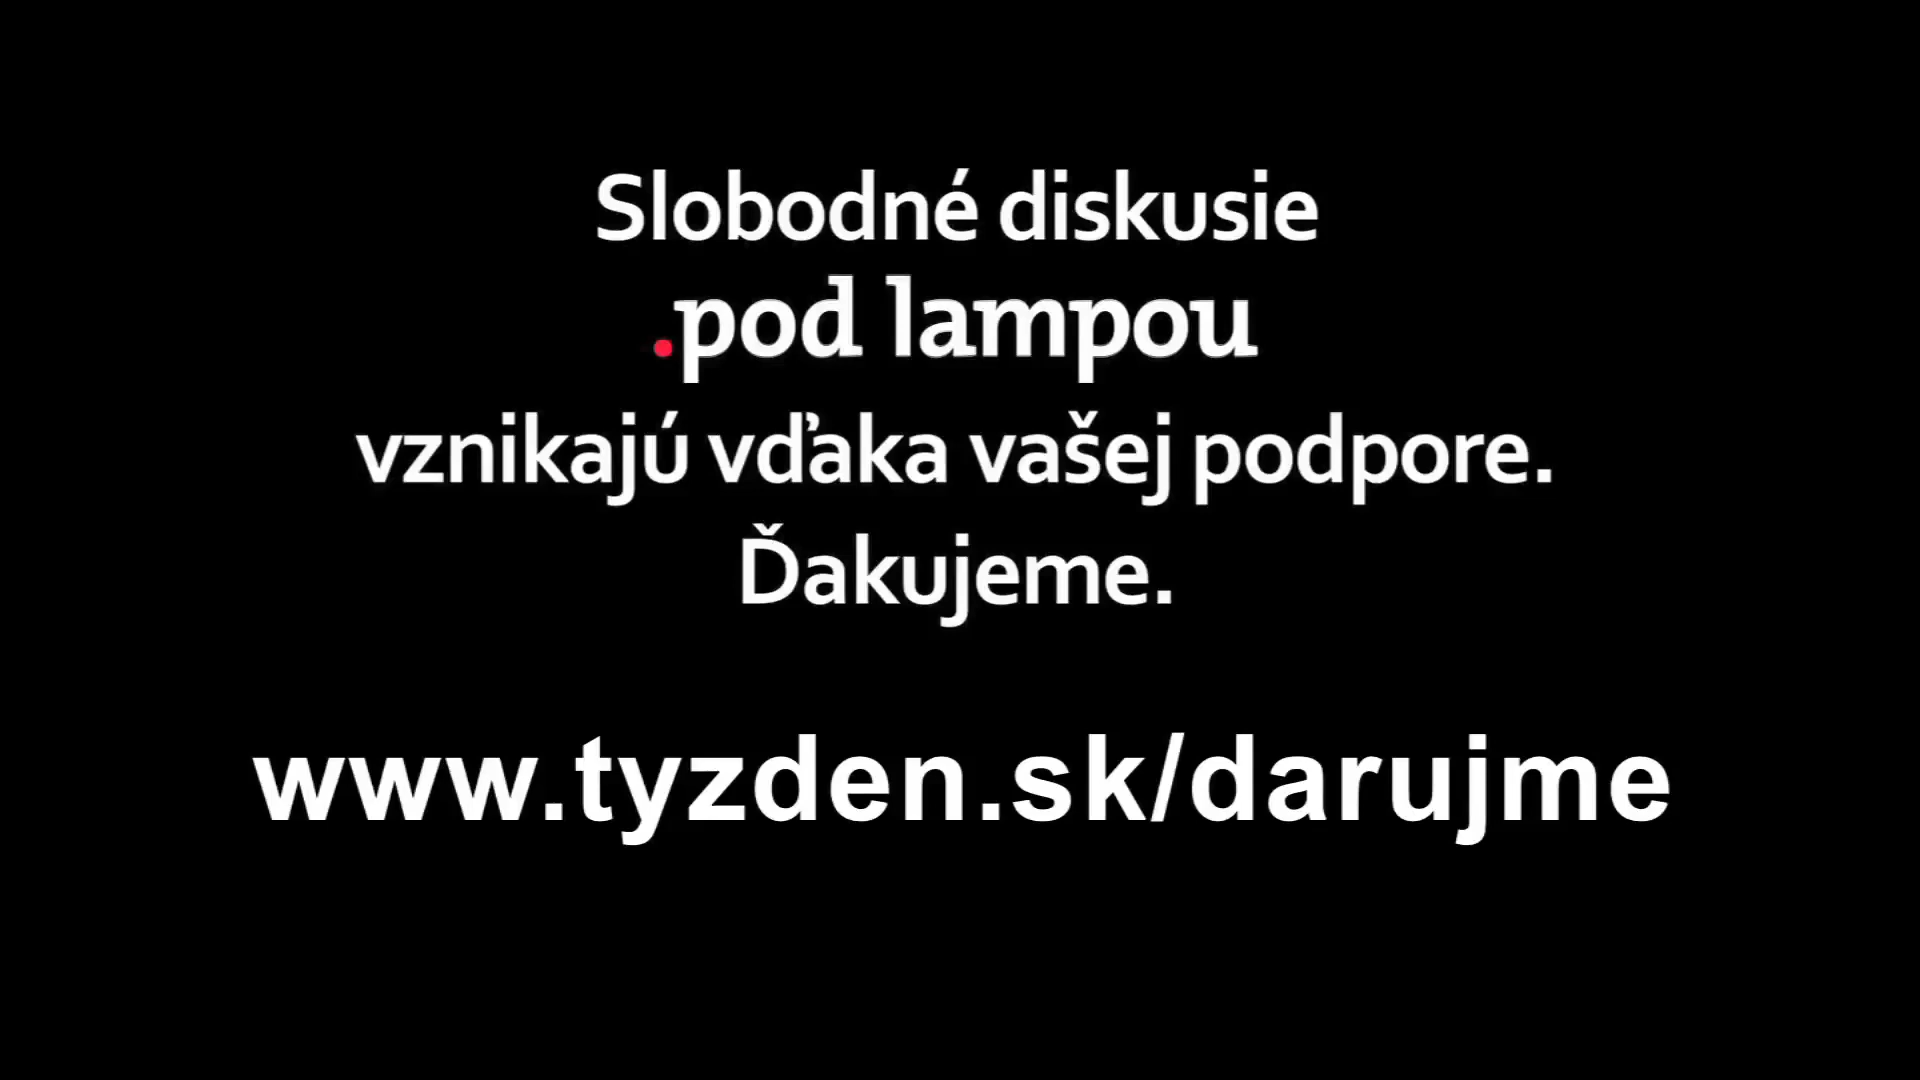 Slobodné diskusie
.pod lampou
vznikajú vďaka vašej podpore.
Ďakujeme.
www.tyzden.sk/darujme